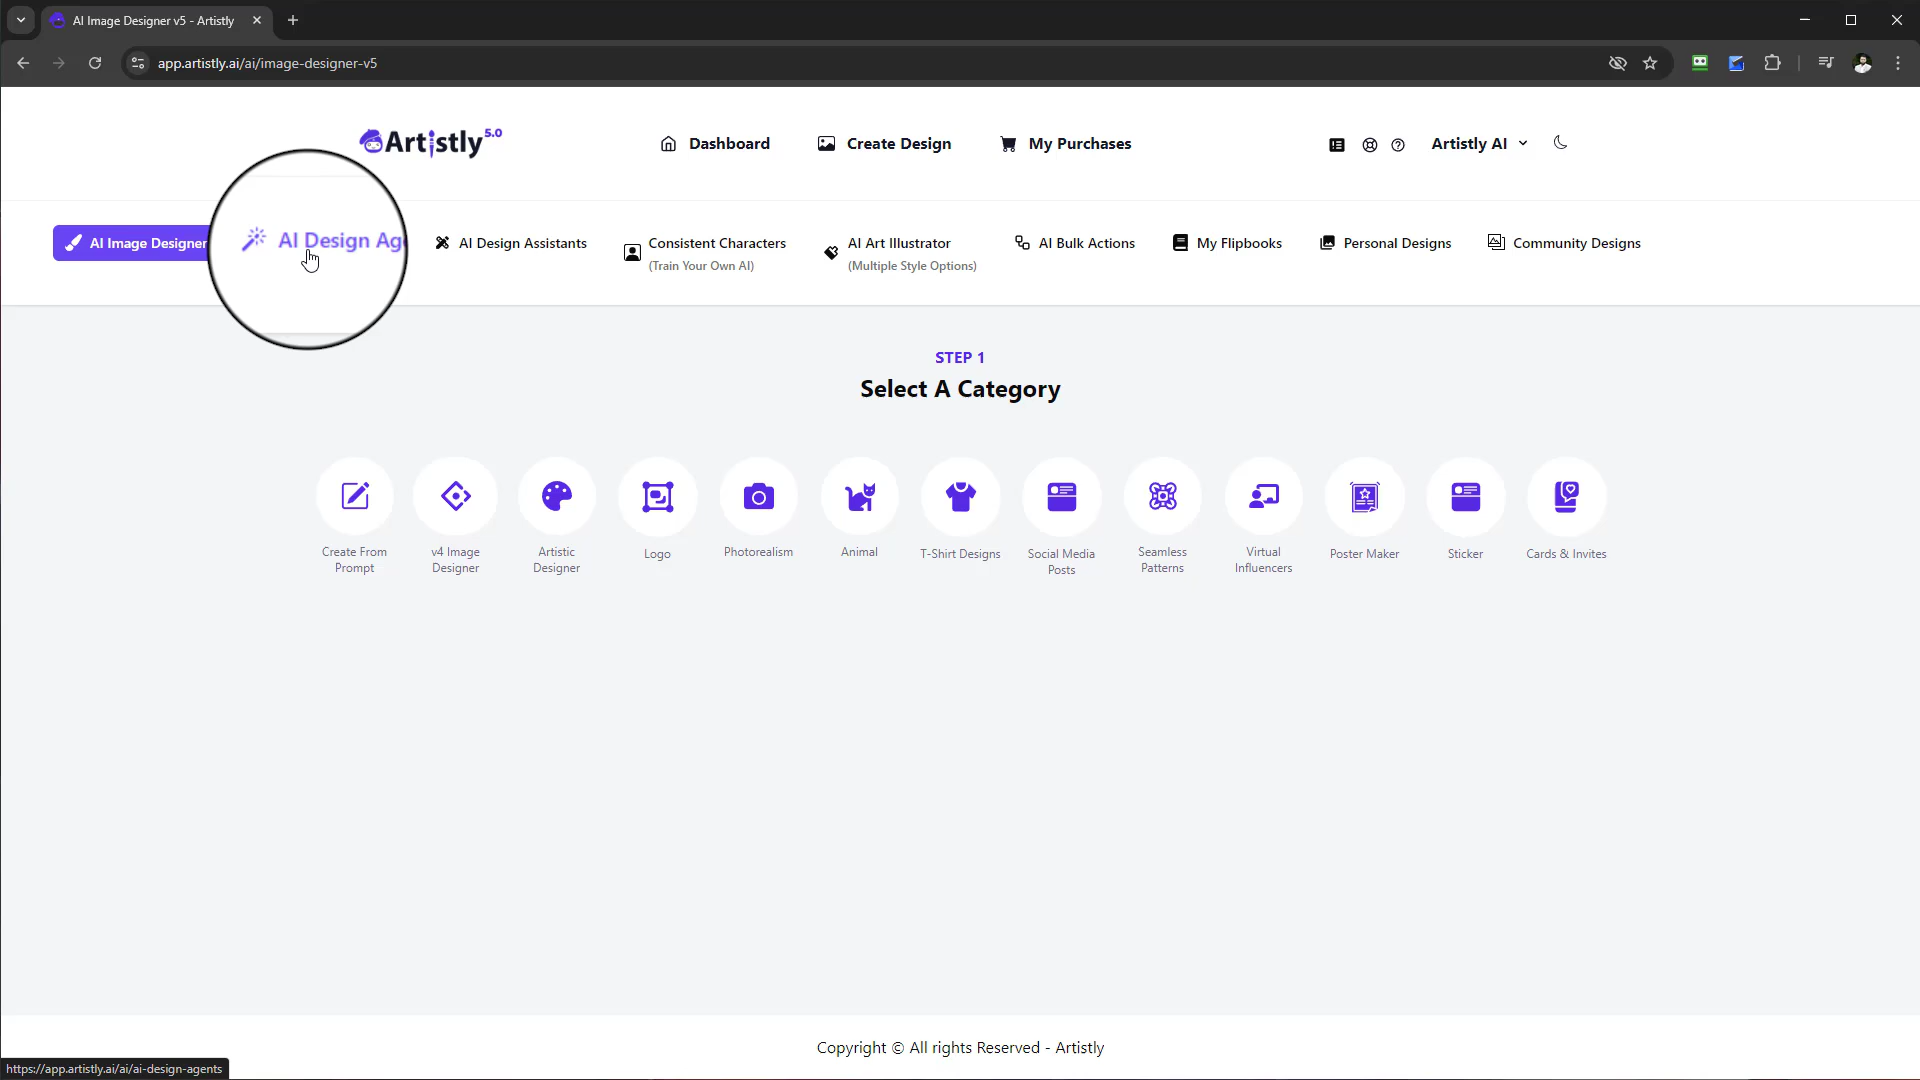 AI Image Designer v5 - Artistly
app.artistly.ai/ai/image-designer-v5
Artistly 5.0
Dashboard
Create Design
My Purchases
Artistly AI
AI Image Designer
AI Design Ag
AI Design Assistants
Consistent Characters
(Train Your Own AI)
AI Art Illustrator
(Multiple Style Options)
AI Bulk Actions
My Flipbooks
Personal Designs
Community Designs
STEP 1
Select A Category
Create From
Prompt
v4 Image
Designer
Artistic
Designer
Logo
Photorealism
Animal
T-Shirt Designs
Social Media
Posts
Seamless
Patterns
Virtual
Influencers
Poster Maker
Sticker
Cards & Invites
Copyright © All rights Reserved - Artistly
https://app.artistly.ai/ai/ai-design-agents